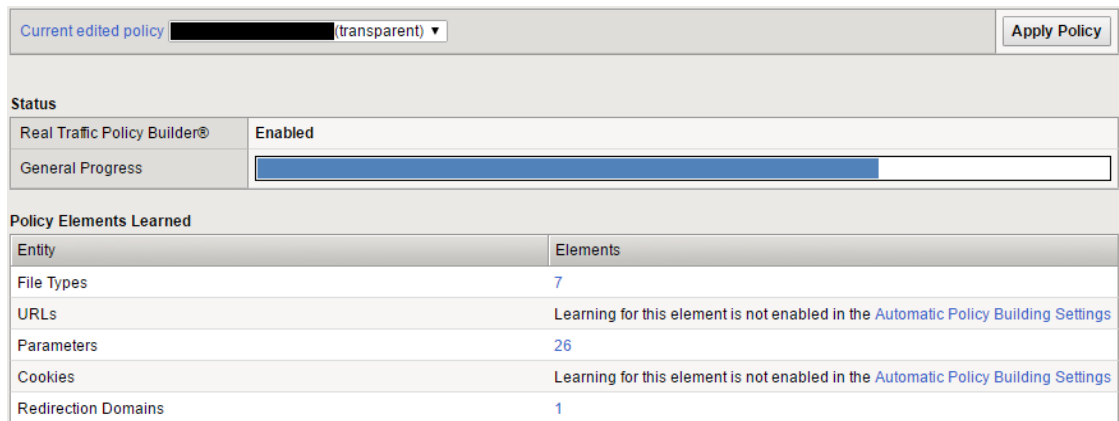 Current edited policy (transparent) ▼ Apply Policy
Status
Real Traffic Policy Builder® Enabled
General Progress
Policy Elements Learned
Entity Elements
File Types 7
URLs Learning for this element is not enabled in the Automatic Policy Building Settings
Parameters 26
Cookies Learning for this element is not enabled in the Automatic Policy Building Settings
Redirection Domains 1